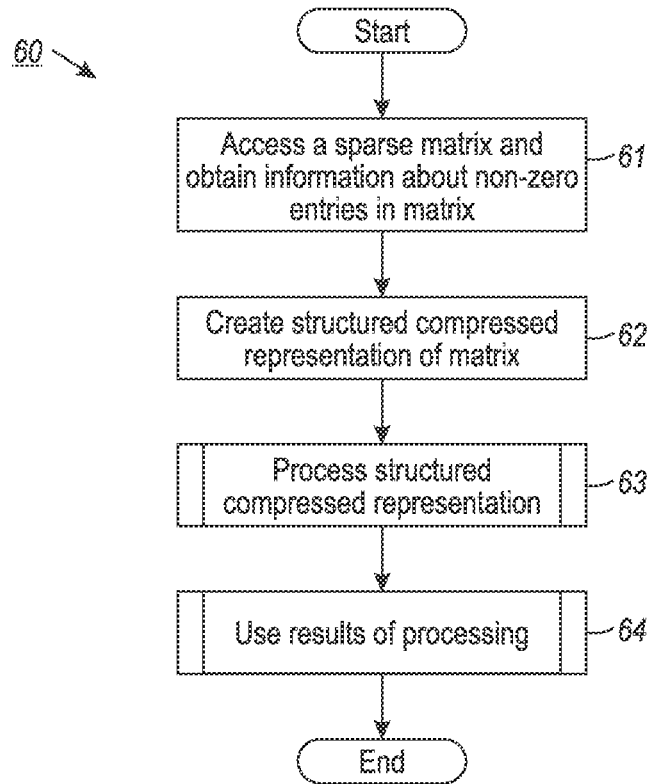 Start
60
Access a sparse matrix and
obtain information about non-zero
entries in matrix
61
Create structured compressed
representation of matrix
62
Process structured
compressed representation
63
Use results of processing
64
End